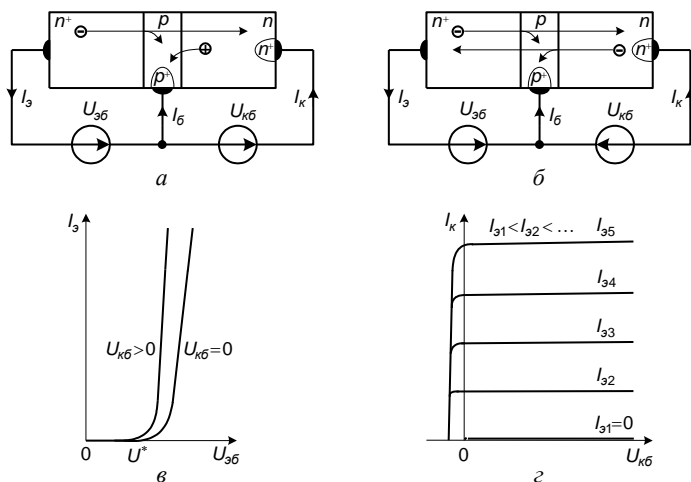 n⁺ p n
n⁺
p⁺
Iэ Uэб Iб Uкб Iк
а
n⁺ p n
n⁺
p⁺
Iэ Uэб Iб Uкб Iк
б
Iэ
Uкб>0 Uкб=0
0 U* Uэб
в
Iк Iэ1<Iэ2< … Iэ5
Iэ4
Iэ3
Iэ2
Iэ1=0
0 Uкб
г